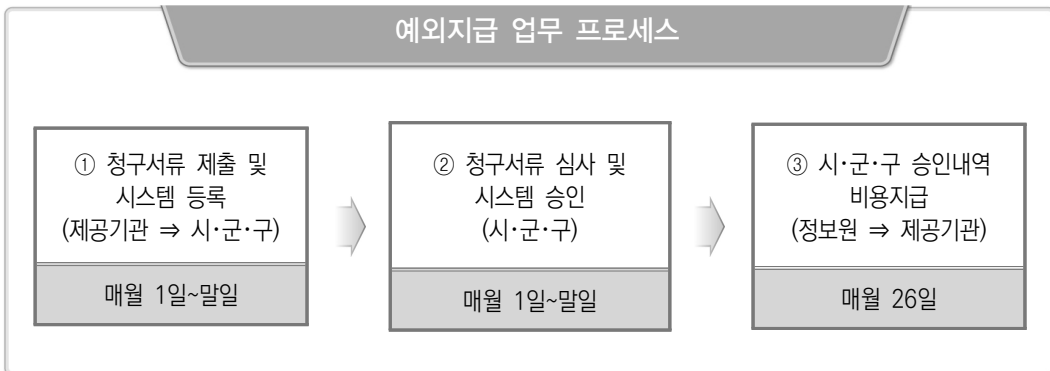 예외지급 업무 프로세스
① 청구서류 제출 및
시스템 등록
(제공기관 ⇒ 시·군·구)
매월 1일~말일
② 청구서류 심사 및
시스템 승인
(시·군·구)
매월 1일~말일
③ 시·군·구 승인내역
비용지급
(정보원 ⇒ 제공기관)
매월 26일